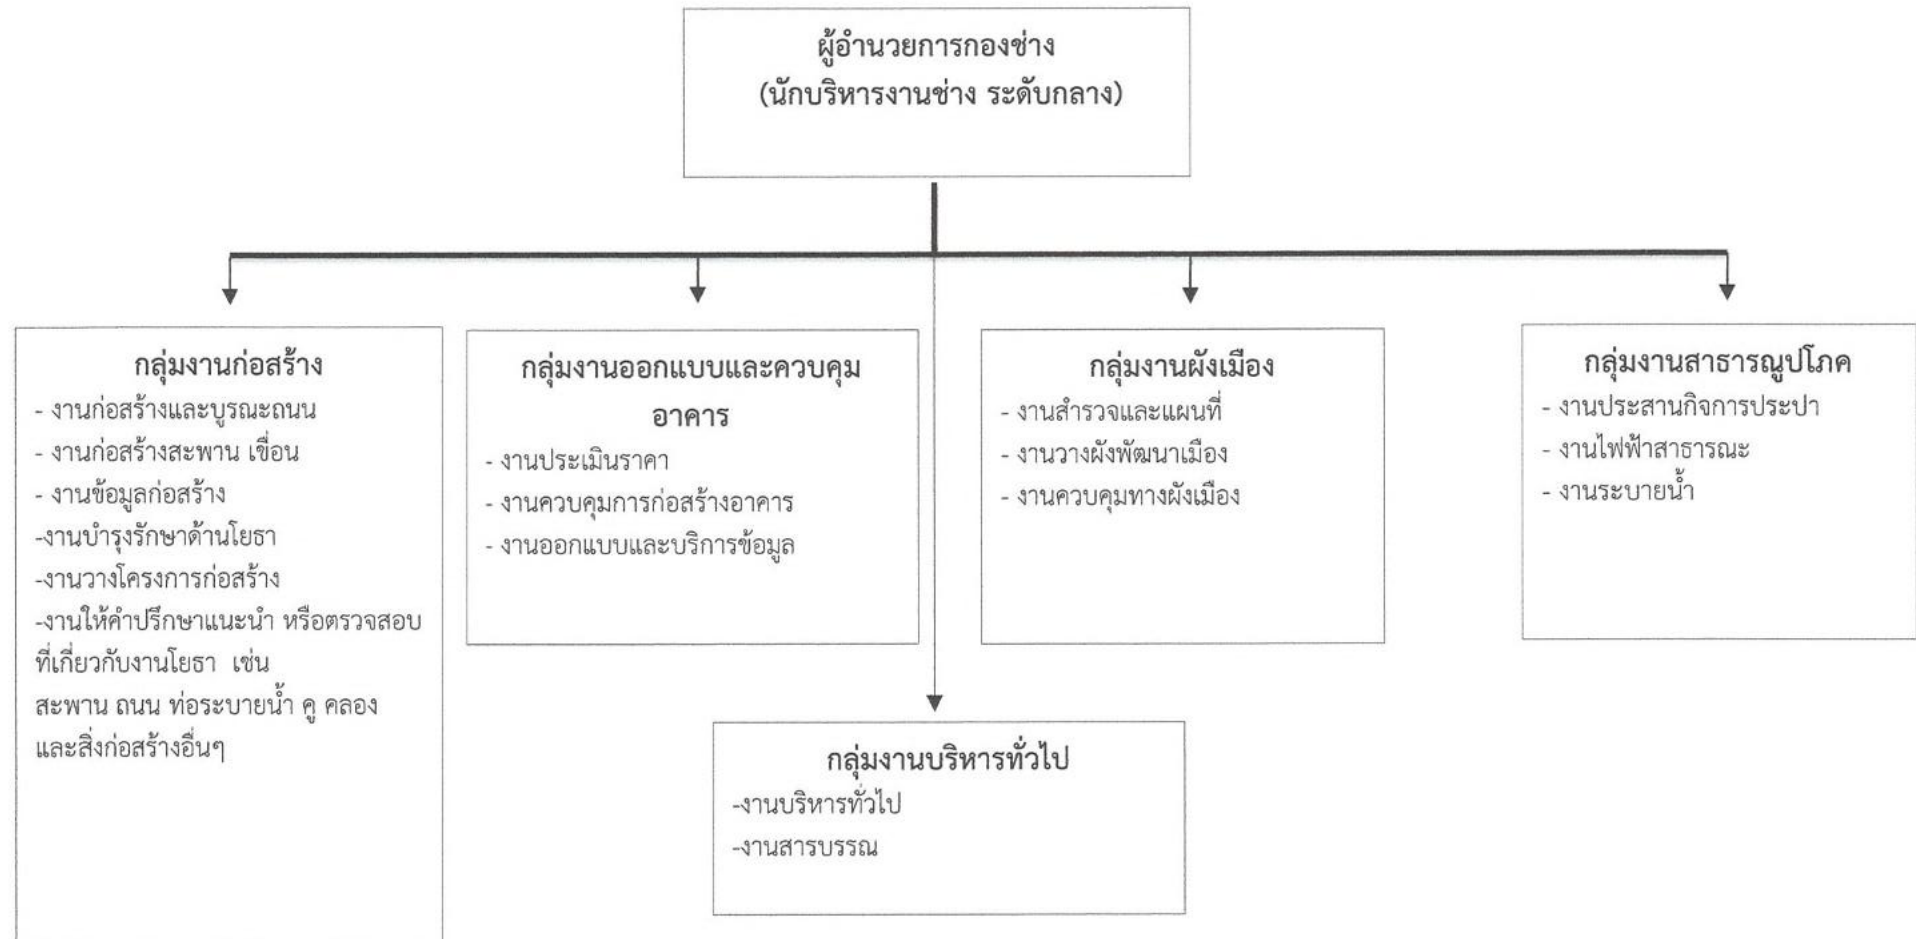 ผู้อำนวยการกองช่าง
(นักบริหารงานช่าง ระดับกลาง)
กลุ่มงานก่อสร้าง
- งานก่อสร้างและบูรณะถนน
- งานก่อสร้างสะพาน เขื่อน
- งานข้อมูลก่อสร้าง
-งานบำรุงรักษาด้านโยธา
-งานวางโครงการก่อสร้าง
-งานให้คำปรึกษาแนะนำ หรือตรวจสอบ
ที่เกี่ยวกับงานโยธา เช่น
สะพาน ถนน ท่อระบายน้ำ คู คลอง
และสิ่งก่อสร้างอื่นๆ
กลุ่มงานออกแบบและควบคุม
อาคาร
- งานประเมินราคา
- งานควบคุมการก่อสร้างอาคาร
- งานออกแบบและบริการข้อมูล
กลุ่มงานผังเมือง
- งานสำรวจและแผนที่
- งานวางผังพัฒนาเมือง
- งานควบคุมทางผังเมือง
กลุ่มงานสาธารณูปโภค
- งานประสานกิจการประปา
- งานไฟฟ้าสาธารณะ
- งานระบายน้ำ
กลุ่มงานบริหารทั่วไป
-งานบริหารทั่วไป
-งานสารบรรณ